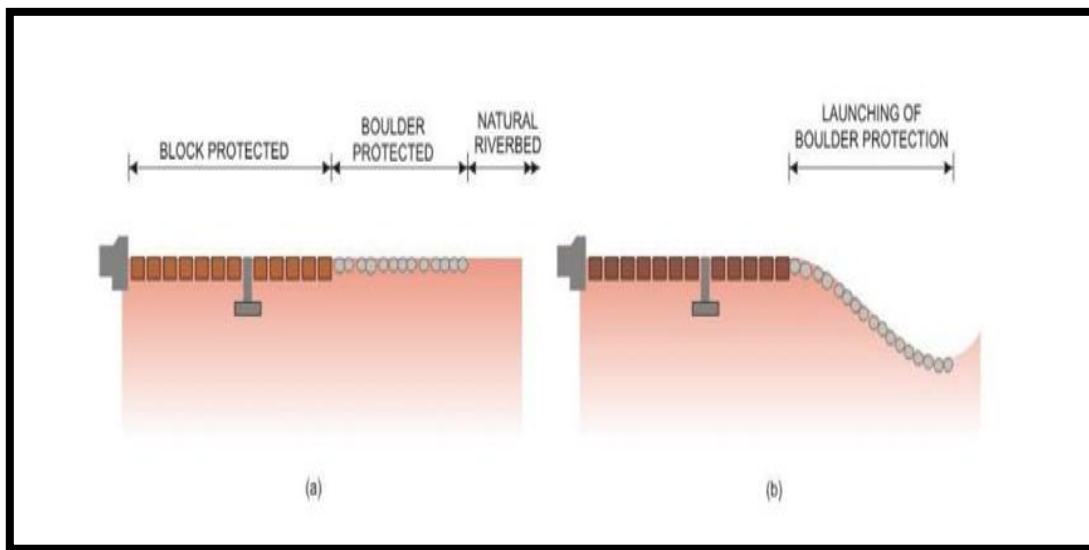 BLOCK PROTECTED
BOULDER
PROTECTED
NATURAL
RIVERBED
LAUNCHING OF
BOULDER PROTECTION
(a)
(b)